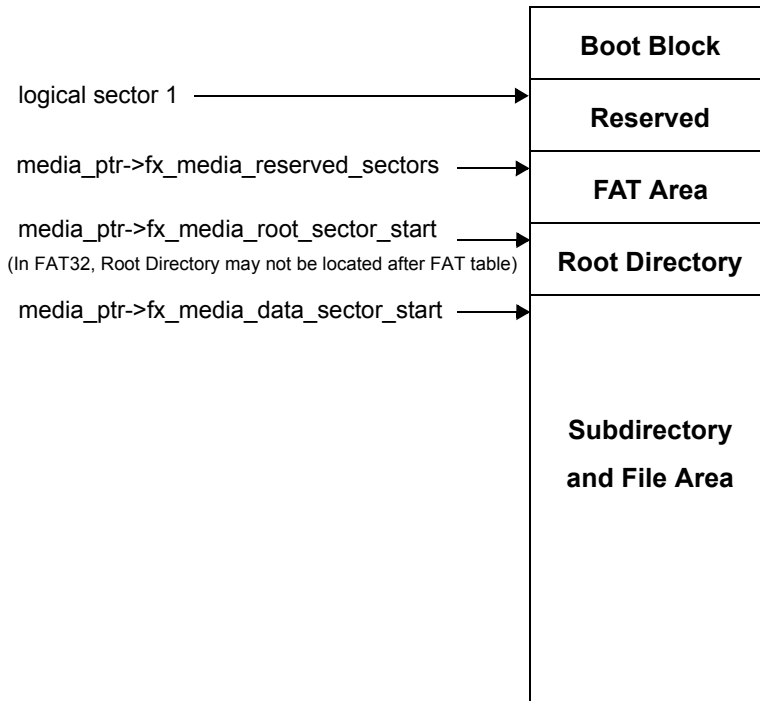 Boot Block
logical sector 1
Reserved
media_ptr->fx_media_reserved_sectors
FAT Area
media_ptr->fx_media_root_sector_start
(In FAT32, Root Directory may not be located after FAT table)
Root Directory
media_ptr->fx_media_data_sector_start
Subdirectory
and File Area